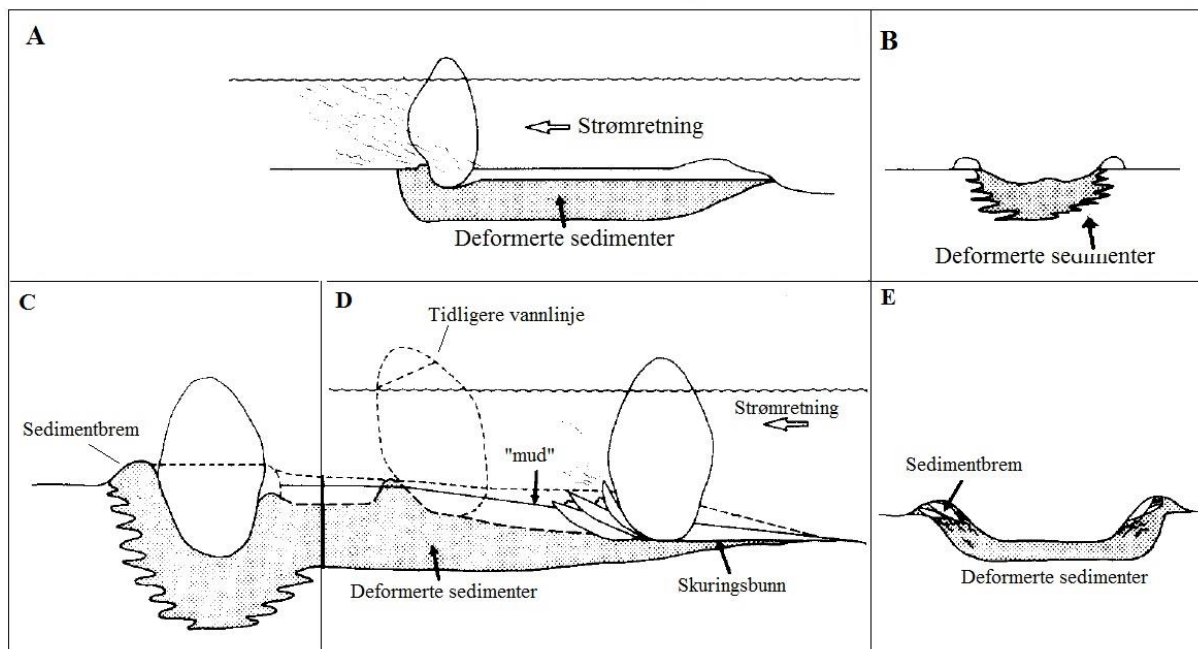 A
Strømretning
Deformerte sedimenter
B
Deformerte sedimenter
C
Sedimentbrem
D
Tidligere vannlinje
Strømretning
"mud"
Deformerte sedimenter
Skuringsbunn
E
Sedimentbrem
Deformerte sedimenter